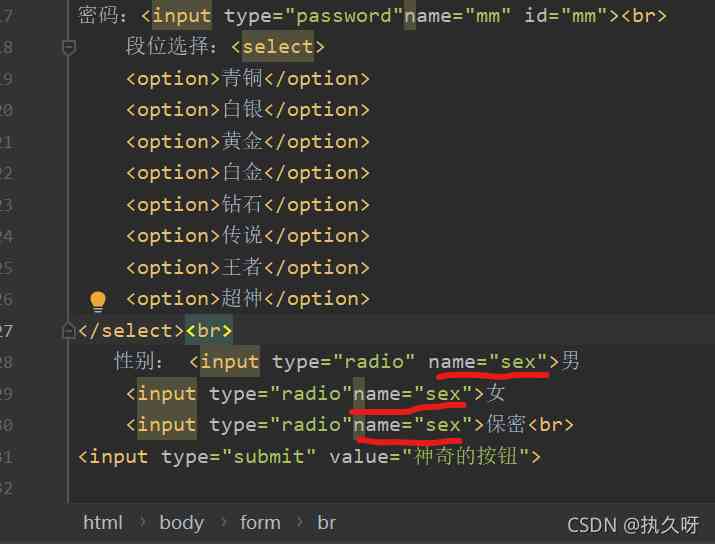 17 密码：<input type="password"name="mm" id="mm"><br>
18 段位选择：<select>
19 <option>青铜</option>
20 <option>白银</option>
21 <option>黄金</option>
22 <option>白金</option>
23 <option>钻石</option>
24 <option>传说</option>
25 <option>王者</option>
26 <option>超神</option>
27 </select><br>
28 性别： <input type="radio" name="sex">男
29 <input type="radio"name="sex">女
30 <input type="radio"name="sex">保密<br>
31 <input type="submit" value="神奇的按钮">
32
html › body › form › br
CSDN @执久呀